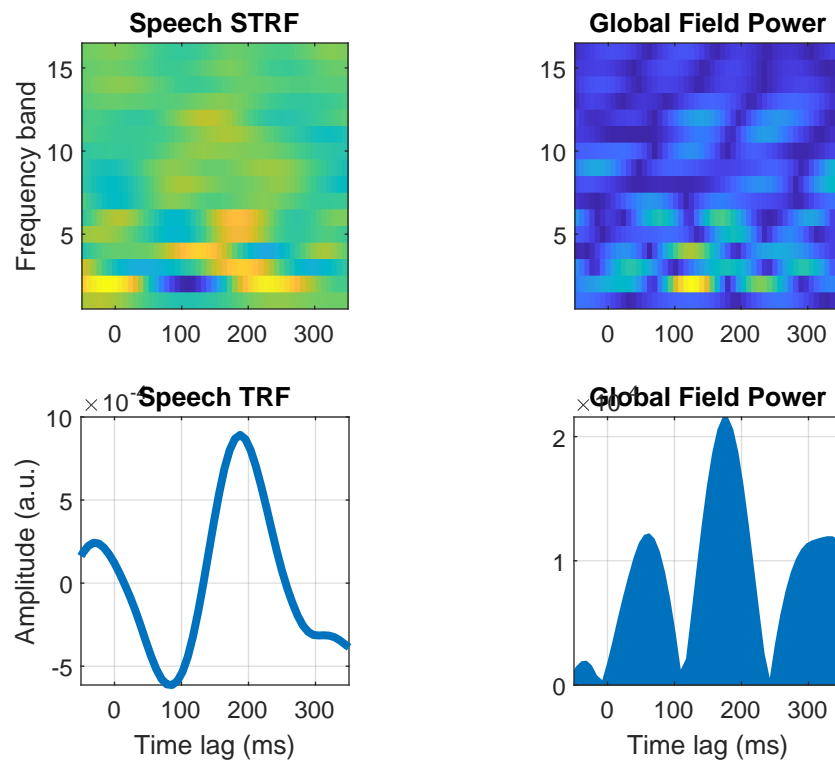 Speech STRF
Global Field Power
Frequency band
15
10
5
0 100 200 300
15
10
5
0 100 200 300
×10-4
Speech TRF
Global Field Power
Amplitude (a.u.)
10
5
0
-5
0 100 200 300
Time lag (ms)
2
1
0
0 100 200 300
Time lag (ms)